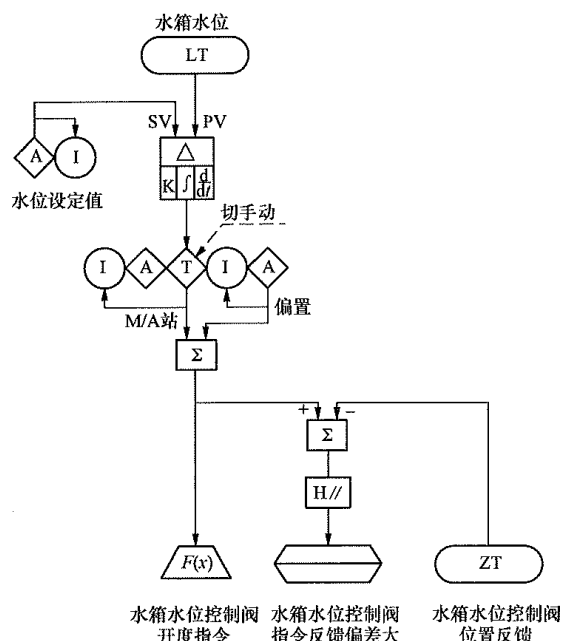 水箱水位
LT
SV PV
A I
△
K ∫ d/dt
水位设定值
切手动
I A T I A
M/A站 偏置
Σ
+ −
Σ
H//
F(x) ZT
水箱水位控制阀 水箱水位控制阀 水箱水位控制阀
开度指令 指令反馈偏差大 位置反馈